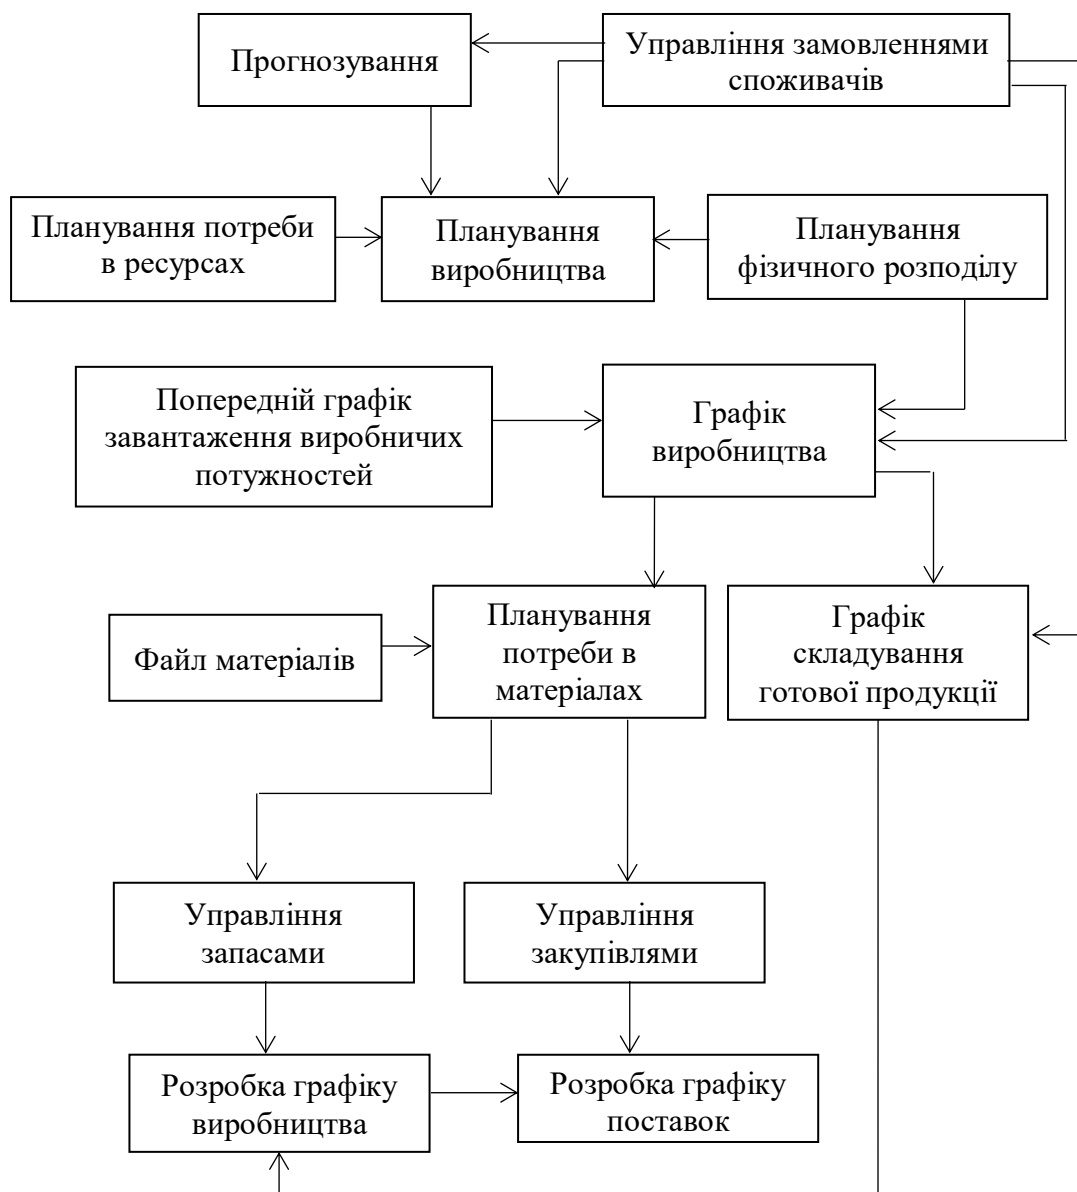 Прогнозування
Управління замовленнями
споживачів
Планування потреби
в ресурсах
Планування
виробництва
Планування
фізичного розподілу
Попередній графік
завантаження виробничих
потужностей
Графік
виробництва
Файл матеріалів
Планування
потреби в
матеріалах
Графік
складування
готової продукції
Управління
запасами
Управління
закупівлями
Розробка графіку
виробництва
Розробка графіку
поставок